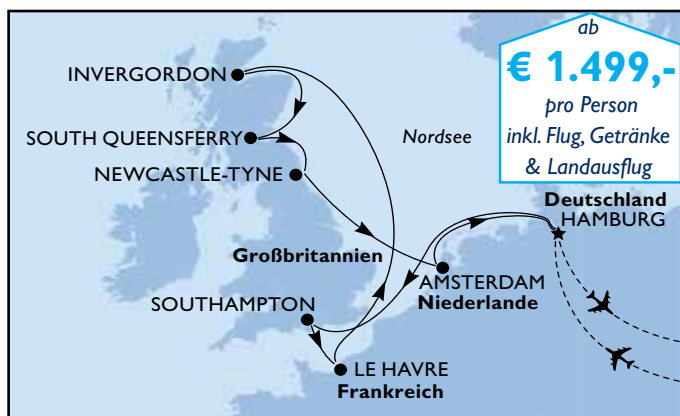 ab
€ 1.499,-
pro Person
inkl. Flug, Getränke
& Landausflug
INVERGORDON
SOUTH QUEENSFERRY
Nordsee
NEWCASTLE-TYNE
Deutschland
HAMBURG
Großbritannien
AMSTERDAM
Niederlande
SOUTHAMPTON
LE HAVRE
Frankreich